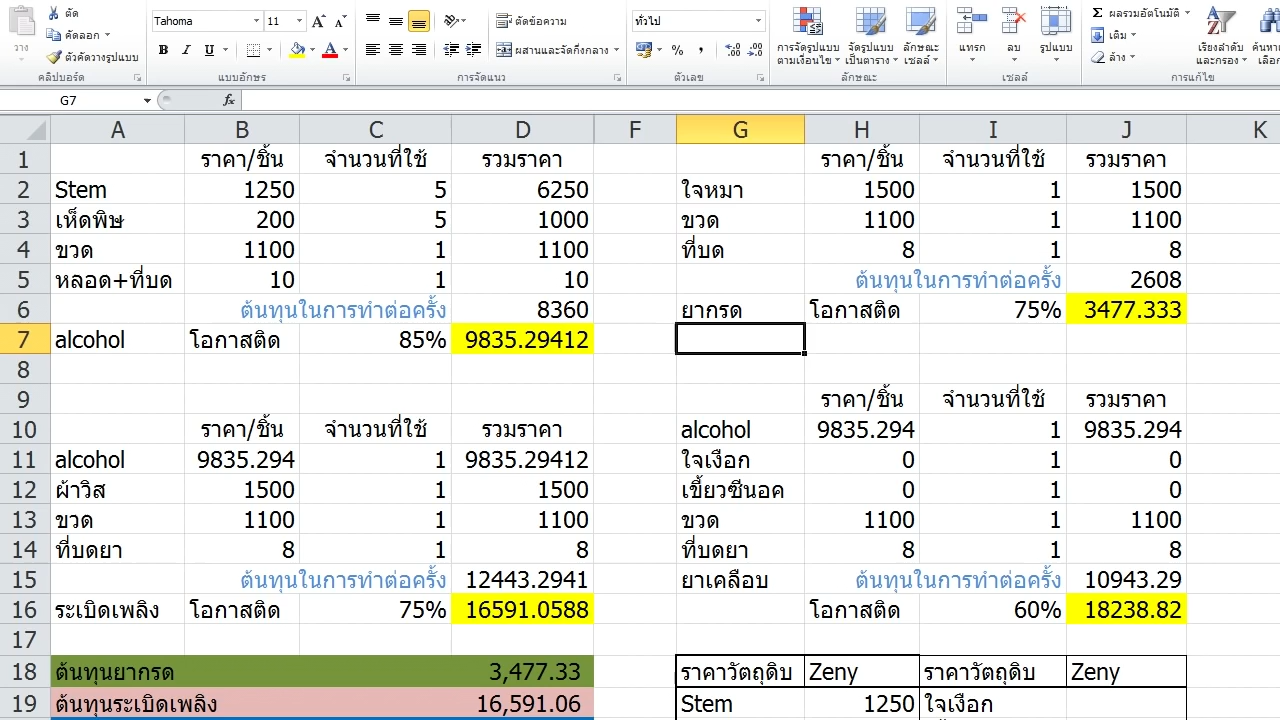 ตัด
คัดลอก
วาง
ตัวคัดวางรูปแบบ
คลิปบอร์ด
Tahoma 11
B I U A
แบบอักษร
ตัดข้อความ
ผสานและจัดกึ่งกลาง
การจัดแนว
ทั่วไป
% ,
ตัวเลข
การจัดรูปแบบ ตามเงื่อนไข
จัดรูปแบบ เป็นตาราง
ลักษณะ เซลล์
ลักษณะ
แทรก ลบ รูปแบบ
เซลล์
Σ ผลรวมอัตโนมัติ
เติม
ล้าง
เรียงลำดับ และกรอง
การแก้ไข
G7 fx
A B C D F G H I J K
1 ราคา/ชิ้น จำนวนที่ใช้ รวมราคา ราคา/ชิ้น จำนวนที่ใช้ รวมราคา
2 Stem 1250 5 6250 ใจหมา 1500 1 1500
3 เห็ดพิษ 200 5 1000 ขวด 1100 1 1100
4 ขวด 1100 1 1100 ที่บด 8 1 8
5 หลอด+ที่บด 10 1 10 ต้นทุนในการทำต่อครั้ง 2608
6 ต้นทุนในการทำต่อครั้ง 8360 ยากรด โอกาสติด 75% 3477.333
7 alcohol โอกาสติด 85% 9835.29412
8
9 ราคา/ชิ้น จำนวนที่ใช้ รวมราคา
10 ราคา/ชิ้น จำนวนที่ใช้ รวมราคา alcohol 9835.294 1 9835.294
11 alcohol 9835.294 1 9835.29412 ใจเงือก 0 1 0
12 ผ้าวิส 1500 1 1500 เขี้ยวซีนอค 0 1 0
13 ขวด 1100 1 1100 ขวด 1100 1 1100
14 ที่บดยา 8 1 8 ที่บดยา 8 1 8
15 ต้นทุนในการทำต่อครั้ง 12443.2941 ยาเคลือบ ต้นทุนในการทำต่อครั้ง 10943.29
16 ระเบิดเพลิง โอกาสติด 75% 16591.0588 โอกาสติด 60% 18238.82
17
18 ต้นทุนยากรด 3,477.33 ราคาวัตถุดิบ Zeny ราคาวัตถุดิบ Zeny
19 ต้นทุนระเบิดเพลิง 16,591.06 Stem 1250 ใจเงือก